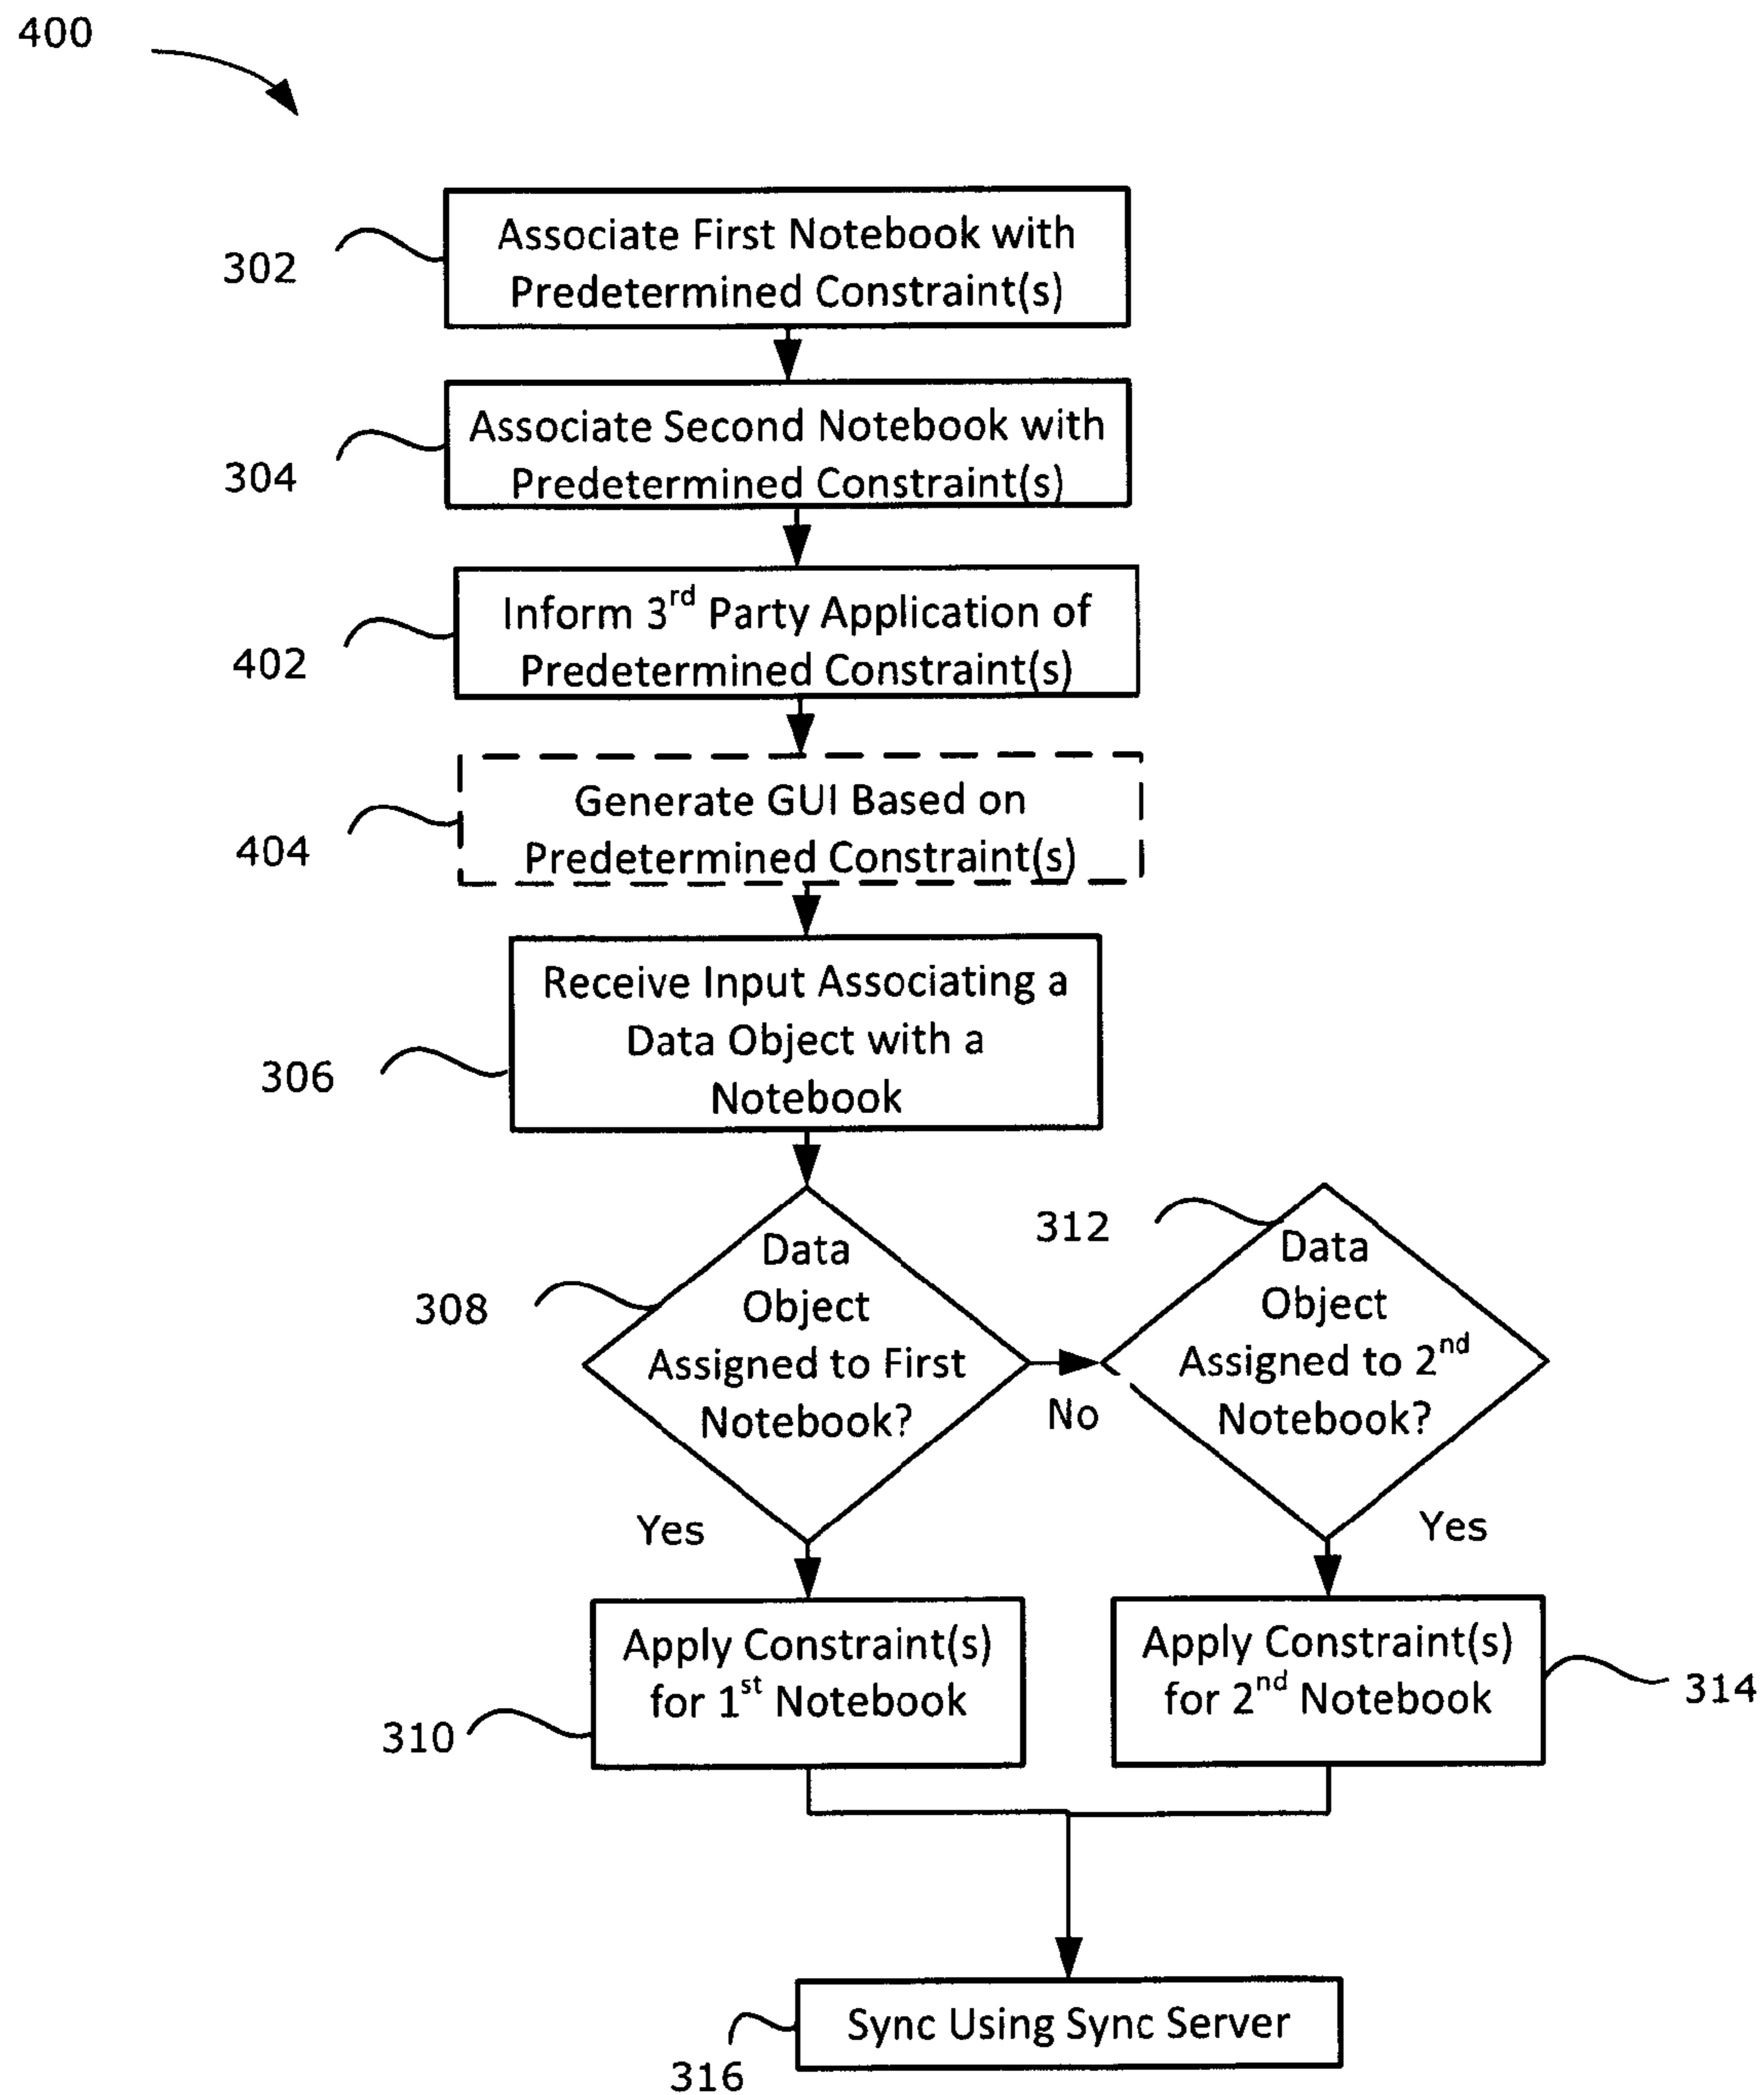 400
Associate First Notebook with
Predetermined Constraint(s)
302
Associate Second Notebook with
Predetermined Constraint(s)
304
Inform 3rd Party Application of
Predetermined Constraint(s)
402
Generate GUI Based on
Predetermined Constraint(s)
404
Receive Input Associating a
Data Object with a
Notebook
306
Data
Object
Assigned to First
Notebook?
308
312
Data
Object
Assigned to 2nd
Notebook?
No
Yes
Yes
Apply Constraint(s)
for 1st Notebook
310
Apply Constraint(s)
for 2nd Notebook
314
Sync Using Sync Server
316